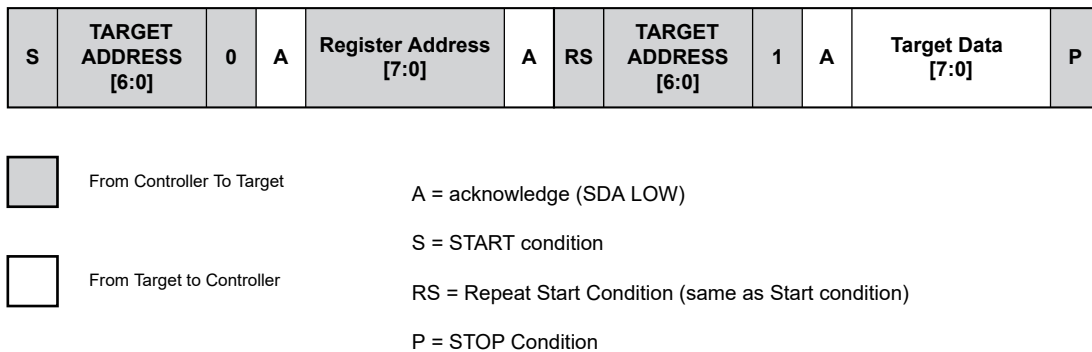 S TARGET ADDRESS [6:0] 0 A Register Address [7:0] A RS TARGET ADDRESS [6:0] 1 A Target Data [7:0] P
From Controller To Target
A = acknowledge (SDA LOW)
S = START condition
From Target to Controller
RS = Repeat Start Condition (same as Start condition)
P = STOP Condition